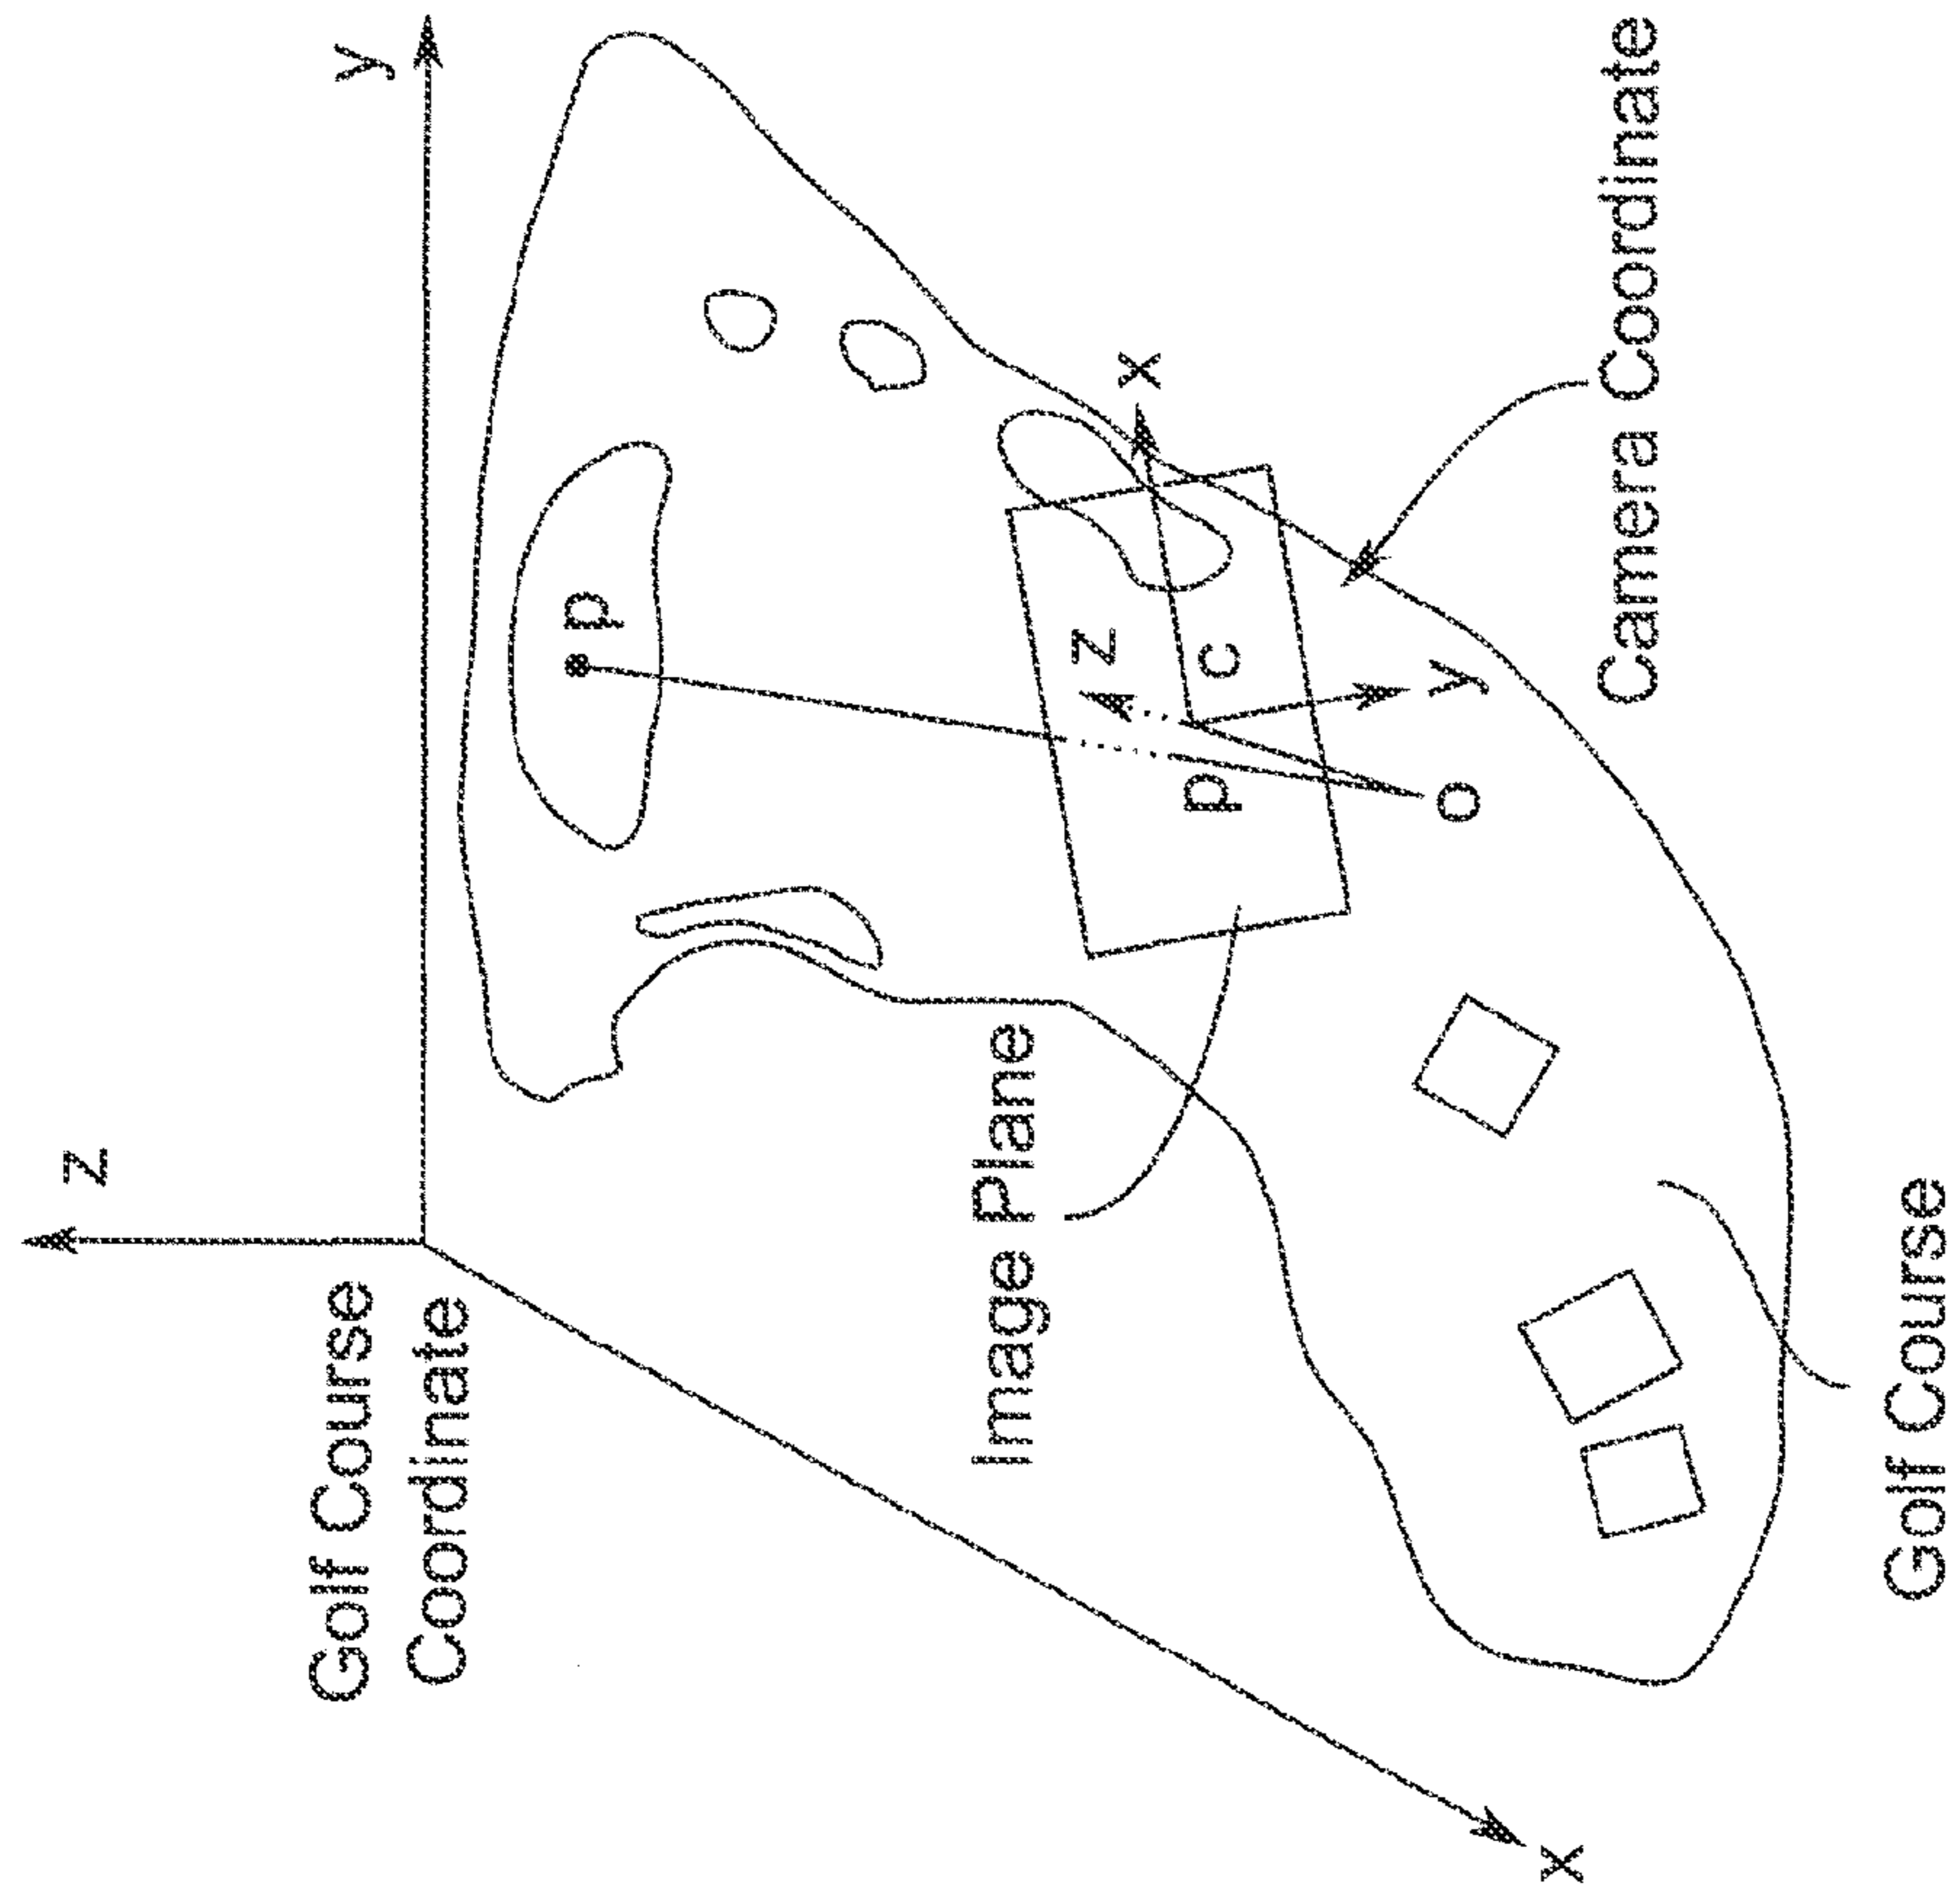 z
Golf Course
Coordinate
y
p
Image Plane
z
x
p
c
o
y
x
Camera Coordinate
Golf Course